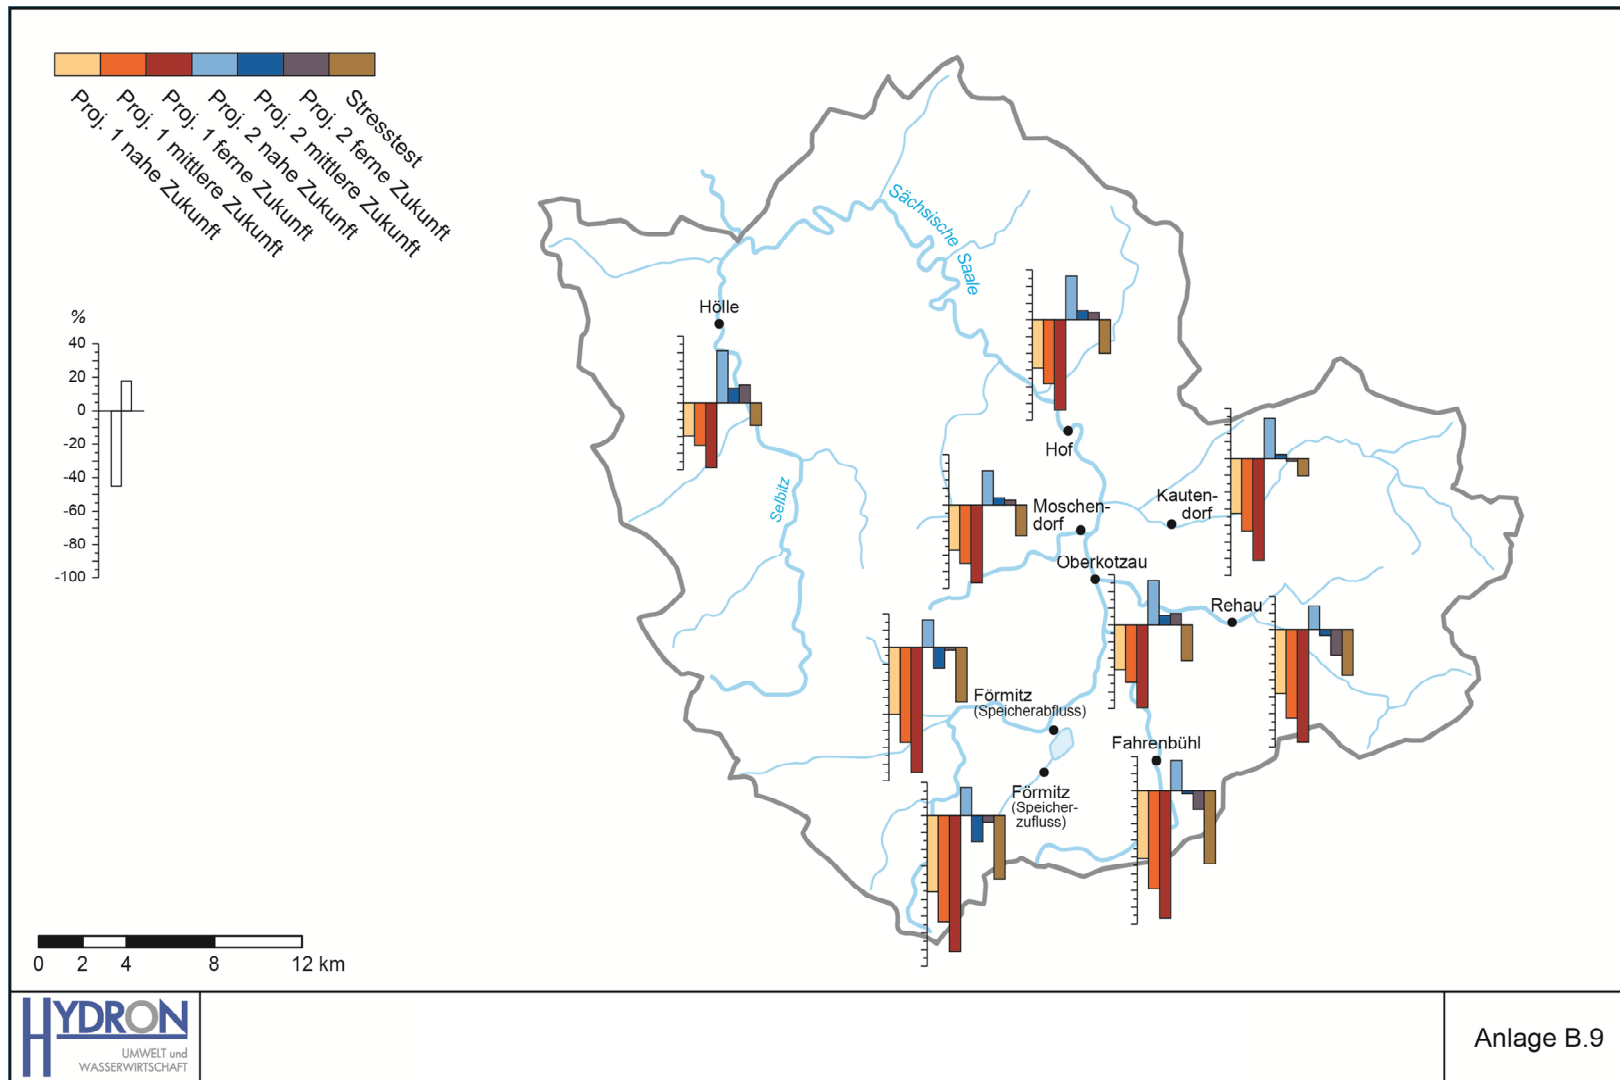 Proj. 1 nahe Zukunft
Proj. 1 mittlere Zukunft
Proj. 1 ferne Zukunft
Proj. 2 nahe Zukunft
Proj. 2 mittlere Zukunft
Proj. 2 ferne Zukunft
Stresstest
%
40
20
0
-20
-40
-60
-80
-100
Sächsische Saale
Hölle
Selbitz
Hof
Moschen-
dorf
Kauten-
dorf
Oberkotzau
Rehau
Förmitz
(Speicherabfluss)
Fahrenbühl
Förmitz
(Speicher-
zufluss)
0 2 4 8 12 km
HYDRON
UMWELT und
WASSERWIRTSCHAFT
Anlage B.9